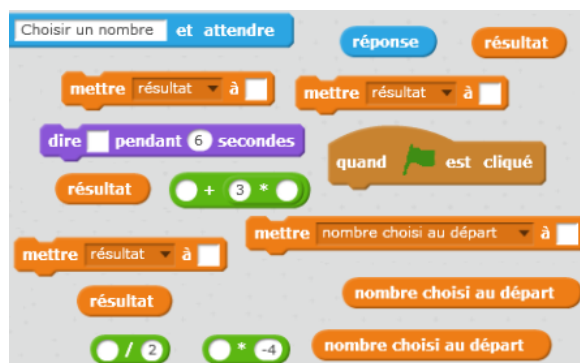 Choisir un nombre et attendre
réponse résultat
mettre résultat à
mettre résultat à
dire pendant 6 secondes
quand est cliqué
résultat
+ 3 *
mettre nombre choisi au départ à
mettre résultat à
résultat
nombre choisi au départ
/ 2
* -4
nombre choisi au départ